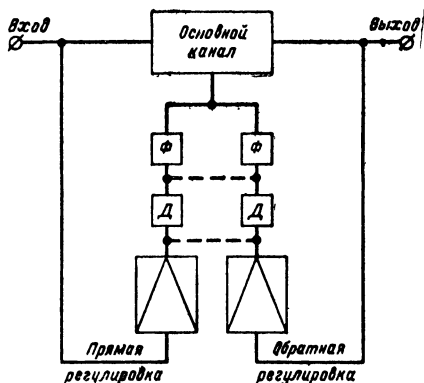 Вход
Основной
канал
Выход
Ф
Ф
Д
Д
Прямая
регулировка
Обратная
регулировка